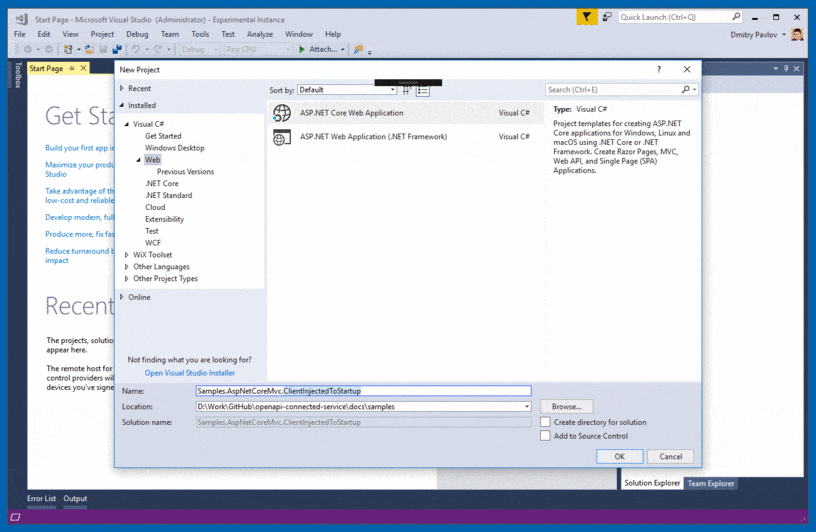 Start Page - Microsoft Visual Studio (Administrator) - Experimental Instance
Quick Launch (Ctrl+Q)
File Edit View Project Debug Team Tools Test Analyze Window Help
Dmitry Pavlov
Debug Any CPU Attach...
Toolbox
Start Page
Get Sta
Build your first app in
Maximize your produ
Studio
Take advantage of th
low-cost and reliable
Develop modern, full
Produce more, fix fas
Reduce turnaround b
impact
Recent
The projects, solutio
appear here.
The remote host for
control providers will
devices you've signe
New Project
?
Recent
Installed
Visual C#
Get Started
Windows Desktop
Web
Previous Versions
.NET Core
.NET Standard
Cloud
Extensibility
Test
WCF
WiX Toolset
Other Languages
Other Project Types
Online
Not finding what you are looking for?
Open Visual Studio Installer
Sort by: Default
Search (Ctrl+E)
ASP.NET Core Web Application Visual C#
ASP.NET Web Application (.NET Framework) Visual C#
Type: Visual C#
Project templates for creating ASP.NET
Core applications for Windows, Linux and
macOS using .NET Core or .NET
Framework. Create Razor Pages, MVC,
Web API, and Single Page (SPA)
Applications.
Name: Samples.AspNetCoreMvc.ClientInjectedToStartup
Location: D:\Work\GitHub\openapi-connected-service\docs\samples
Browse...
Solution name: Samples.AspNetCoreMvc.ClientInjectedToStartup
Create directory for solution
Add to Source Control
OK Cancel
Solution Explorer Team Explorer
Error List Output